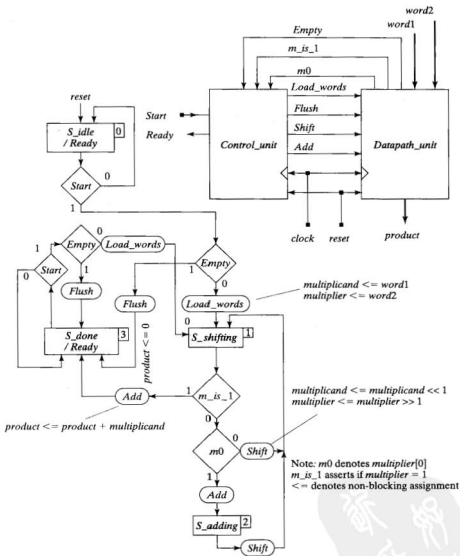 word2
word1
Empty
m_is_1
m0
Load_words
Flush
Shift
Add
Start
Ready
Control_unit
Datapath_unit
clock
reset
product
reset
S_idle
/ Ready
0
Start
0
1
Empty
0
1
Load_words
Start
1
0
Flush
Empty
1
0
Flush
Load_words
product <= 0
multiplicand <= word1
multiplier <= word2
S_done
/ Ready
3
S_shifting
1
m_is_1
1
0
Add
product <= product + multiplicand
multiplicand <= multiplicand << 1
multiplier <= multiplier >> 1
m0
0
1
Shift
Add
S_adding
2
Shift
Note: m0 denotes multiplier[0]
m_is_1 asserts if multiplier = 1
<= denotes non-blocking assignment